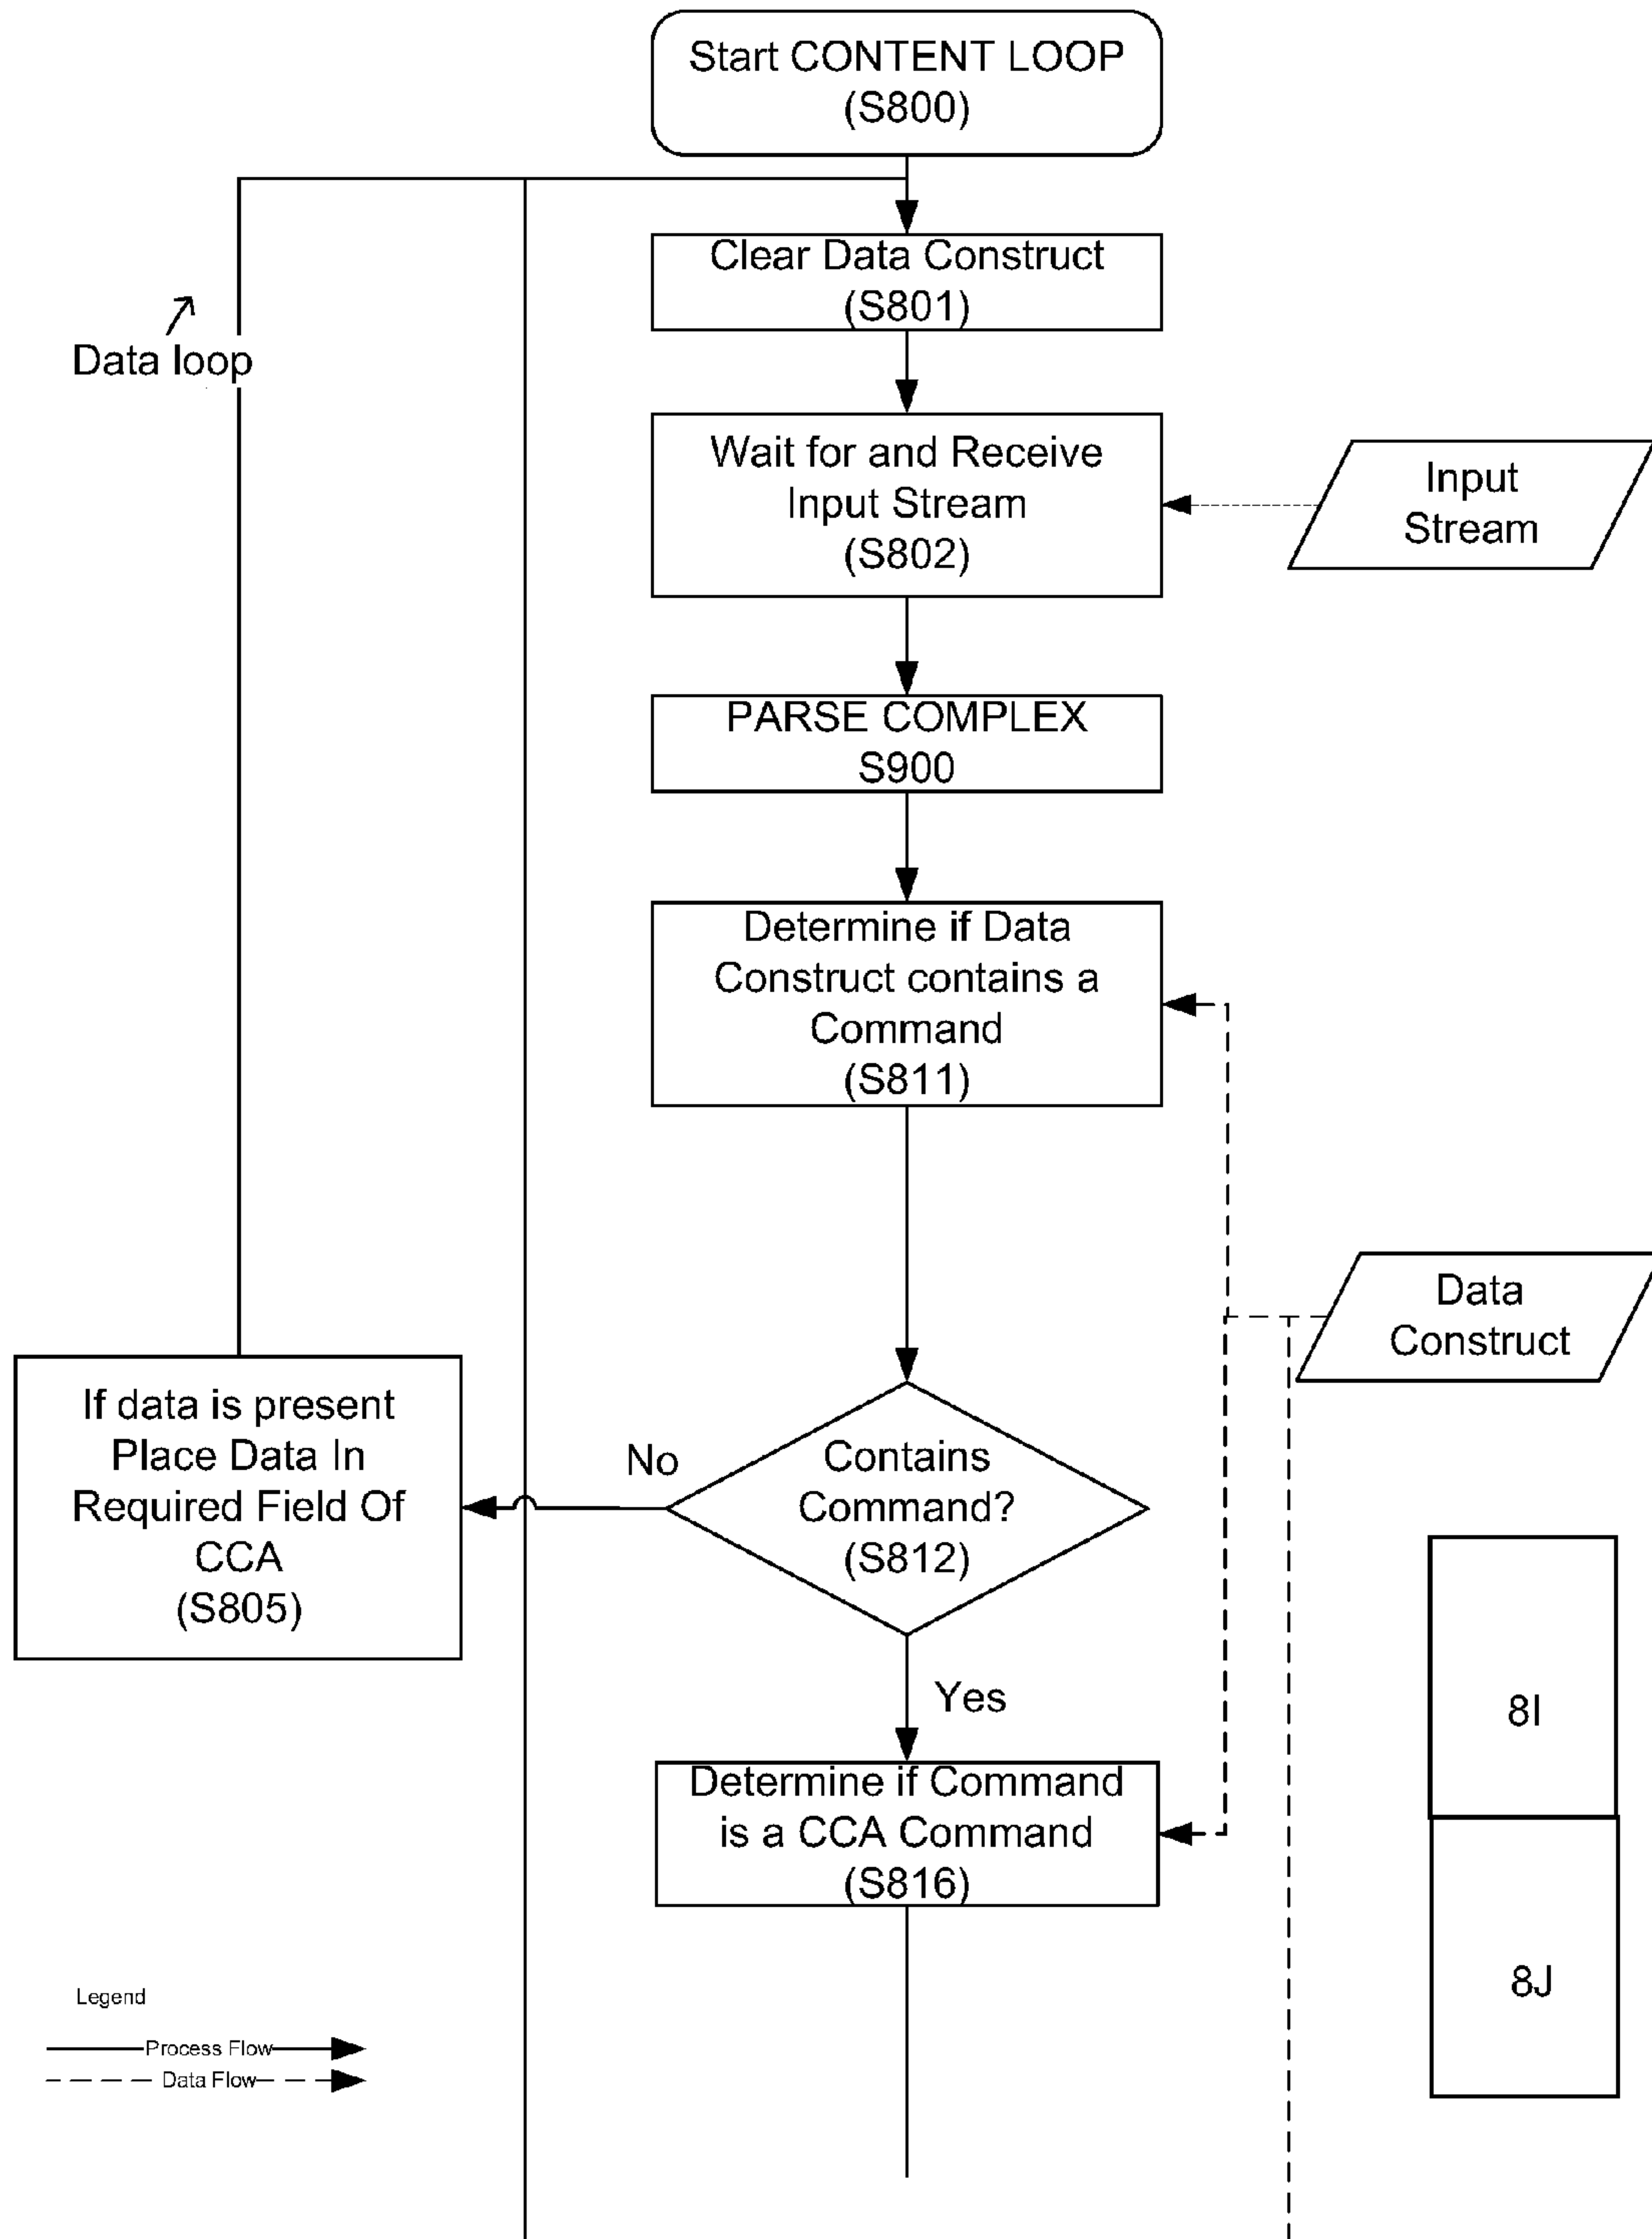 Start CONTENT LOOP
(S800)
Clear Data Construct
(S801)
Data loop
Wait for and Receive
Input Stream
(S802)
Input
Stream
PARSE COMPLEX
S900
Determine if Data
Construct contains a
Command
(S811)
Data
Construct
If data is present
Place Data In
Required Field Of
CCA
(S805)
No
Contains
Command?
(S812)
Yes
Determine if Command
is a CCA Command
(S816)
8I
8J
Legend
Process Flow
Data Flow